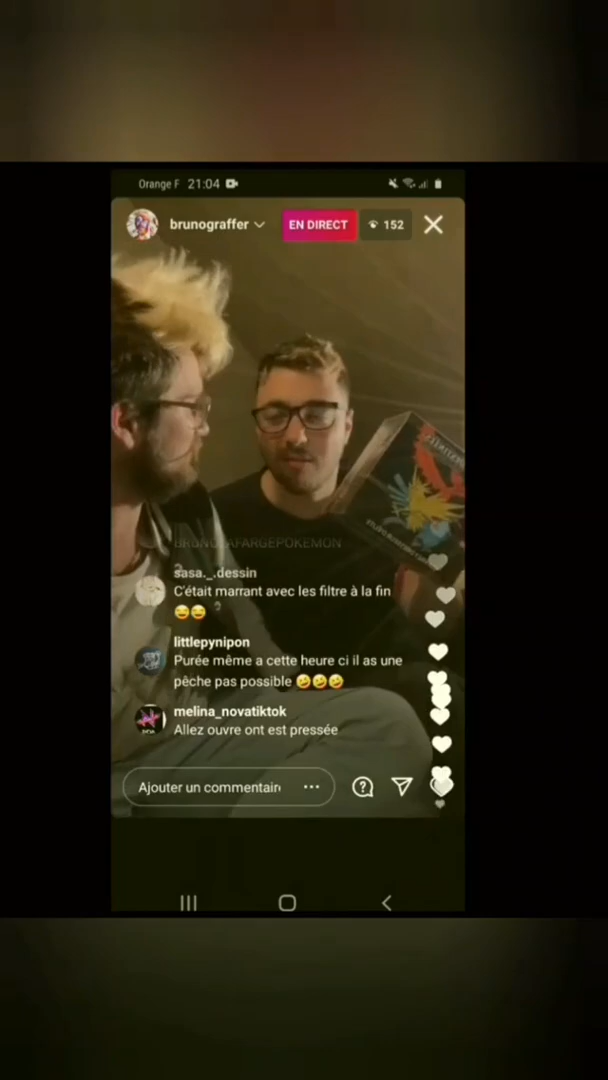 Orange F 21:04
brunograffer
EN DIRECT
152
sasa._.dessin
C'était marrant avec les filtre à la fin
😅😅
littlepynipon
Purée même a cette heure ci il as une
pêche pas possible 🤣🤣🤣
melina_novatiktok
Allez ouvre ont est pressée
Ajouter un commentair